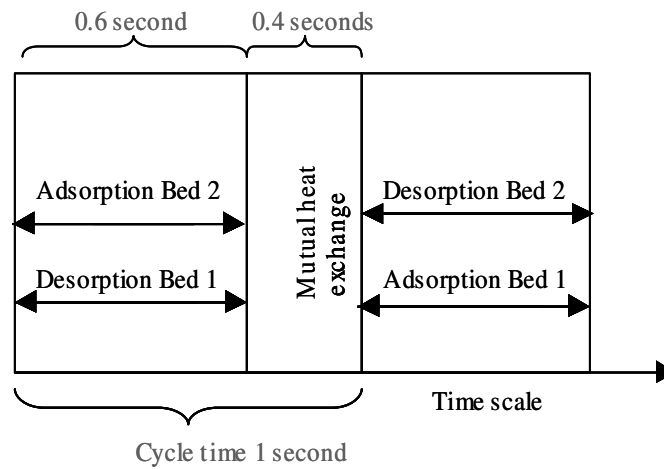 0.6 second
0.4 seconds
Adsorption Bed 2
Desorption Bed 1
Mutual heat
exchange
Desorption Bed 2
Adsorption Bed 1
Time scale
Cycle time 1 second